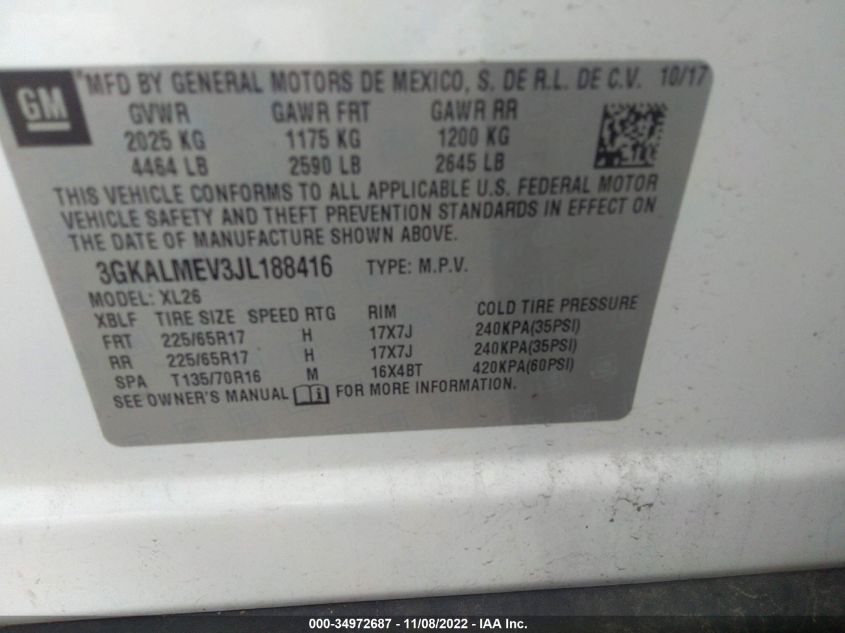 GM
MFD BY GENERAL MOTORS DE MEXICO, S. DE R.L. DE C.V. 10/17
GVWR GAWR FRT GAWR RR
2025 KG 1175 KG 1200 KG
4464 LB 2590 LB 2645 LB
THIS VEHICLE CONFORMS TO ALL APPLICABLE U.S. FEDERAL MOTOR
VEHICLE SAFETY AND THEFT PREVENTION STANDARDS IN EFFECT ON
THE DATE OF MANUFACTURE SHOWN ABOVE.
3GKALMEV3JL188416 TYPE: M.P.V.
MODEL: XL26
XBLF TIRE SIZE SPEED RTG RIM COLD TIRE PRESSURE
FRT 225/65R17 H 17X7J 240KPA(35PSI)
RR 225/65R17 H 17X7J 240KPA(35PSI)
SPA T135/70R16 M 16X4BT 420KPA(60PSI)
SEE OWNER'S MANUAL FOR MORE INFORMATION.
000-34972687 - 11/08/2022 - IAA Inc.